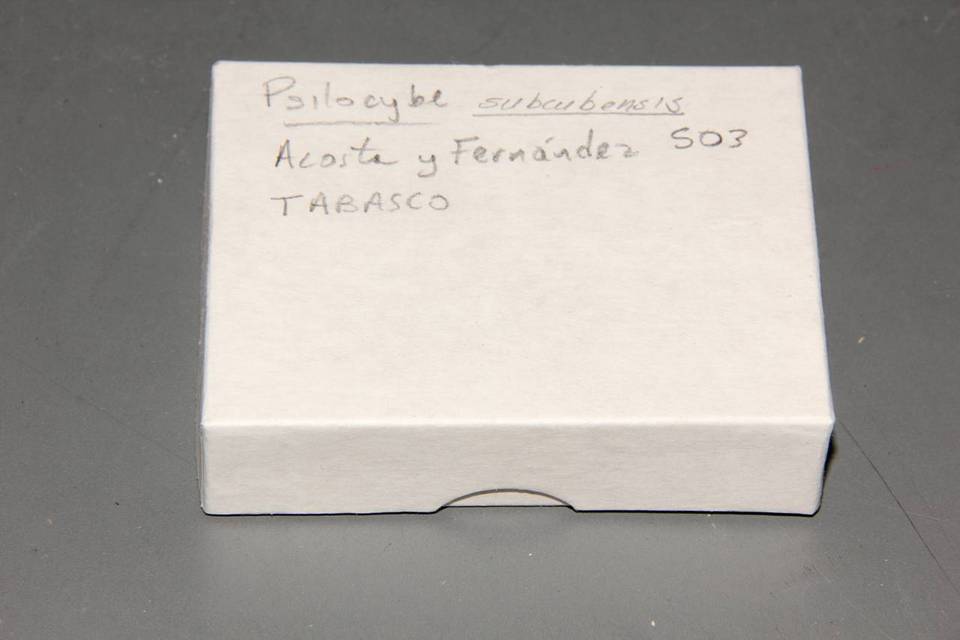 Psilocybe subcubensis
Acosta y Fernández 503
TABASCO